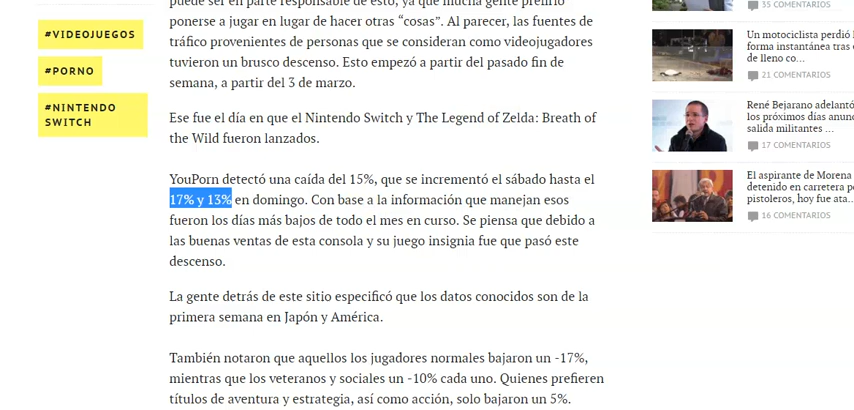 puede ser en parte responsable de esto, ya que mucha gente prefirió
ponerse a jugar en lugar de hacer otras “cosas”. Al parecer, las fuentes de
tráfico provenientes de personas que se consideran como videojugadores
tuvieron un brusco descenso. Esto empezó a partir del pasado fin de
semana, a partir del 3 de marzo.
Ese fue el día en que el Nintendo Switch y The Legend of Zelda: Breath of
the Wild fueron lanzados.
YouPorn detectó una caída del 15%, que se incrementó el sábado hasta el
17% y 13% en domingo. Con base a la información que manejan esos
fueron los días más bajos de todo el mes en curso. Se piensa que debido a
las buenas ventas de esta consola y su juego insignia fue que pasó este
descenso.
La gente detrás de este sitio especificó que los datos conocidos son de la
primera semana en Japón y América.
También notaron que aquellos los jugadores normales bajaron un -17%,
mientras que los veteranos y sociales un -10% cada uno. Quienes prefieren
títulos de aventura y estrategia, así como acción, solo bajaron un 5%.
#VIDEOJUEGOS
#PORNO
#NINTENDO
SWITCH
35 COMENTARIOS
Un motociclista perdió l
forma instantánea tras c
de lleno co...
21 COMENTARIOS
René Bejarano adelantó
los próximos días anunc
salida militantes ...
17 COMENTARIOS
El aspirante de Morena
detenido en carretera p
pistoleros, hoy fue ata...
16 COMENTARIOS